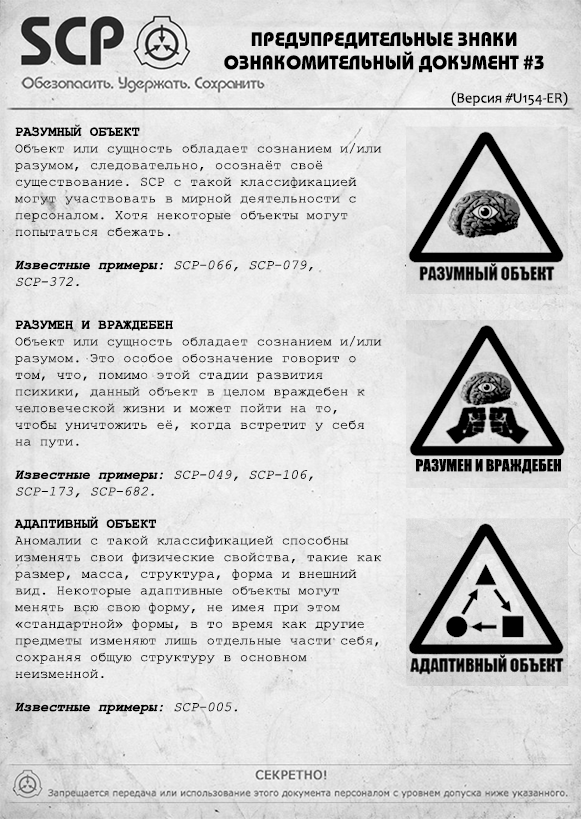 SCP
Обезопасить. Удержать. Сохранить
ПРЕДУПРЕДИТЕЛЬНЫЕ ЗНАКИ
ОЗНАКОМИТЕЛЬНЫЙ ДОКУМЕНТ #3
(Версия #U154-ER)
РАЗУМНЫЙ ОБЪЕКТ
Объект или сущность обладает сознанием и/или
разумом, следовательно, осознаёт своё
существование. SCP с такой классификацией
могут участвовать в мирной деятельности с
персоналом. Хотя некоторые объекты могут
попытаться сбежать.
Известные примеры: SCP-066, SCP-079,
SCP-372.
РАЗУМНЫЙ ОБЪЕКТ
РАЗУМЕН И ВРАЖДЕБЕН
Объект или сущность обладает сознанием и/или
разумом. Это особое обозначение говорит о
том, что, помимо этой стадии развития
психики, данный объект в целом враждебен к
человеческой жизни и может пойти на то,
чтобы уничтожить её, когда встретит у себя
на пути.
Известные примеры: SCP-049, SCP-106,
SCP-173, SCP-682.
РАЗУМЕН И ВРАЖДЕБЕН
АДАПТИВНЫЙ ОБЪЕКТ
Аномалии с такой классификацией способны
изменять свои физические свойства, такие как
размер, масса, структура, форма и внешний
вид. Некоторые адаптивные объекты могут
менять всю свою форму, не имея при этом
«стандартной» формы, в то время как другие
предметы изменяют лишь отдельные части себя,
сохраняя общую структуру в основном
неизменной.
Известные примеры: SCP-005.
АДАПТИВНЫЙ ОБЪЕКТ
СЕКРЕТНО!
Запрещается передача или использование этого документа персоналом с уровнем допуска ниже указанного.